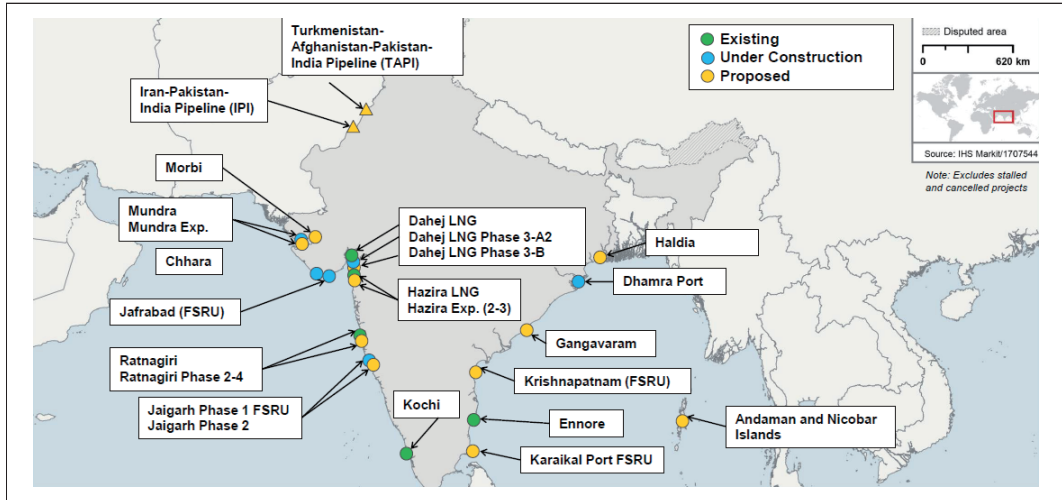 Turkmenistan-
Afghanistan-Pakistan-
India Pipeline (TAPI)
Iran-Pakistan-
India Pipeline (IPI)
Existing
Under Construction
Proposed
Disputed area
0
620 km
Source: IHS Markit/1707544
Note: Excludes stalled
and cancelled projects
Morbi
Mundra
Mundra Exp.
Chhara
Jafrabad (FSRU)
Dahej LNG
Dahej LNG Phase 3-A2
Dahej LNG Phase 3-B
Hazira LNG
Hazira Exp. (2-3)
Haldia
Dhamra Port
Gangavaram
Ratnagiri
Ratnagiri Phase 2-4
Jaigarh Phase 1 FSRU
Jaigarh Phase 2
Kochi
Krishnapatnam (FSRU)
Ennore
Karaikal Port FSRU
Andaman and Nicobar
Islands